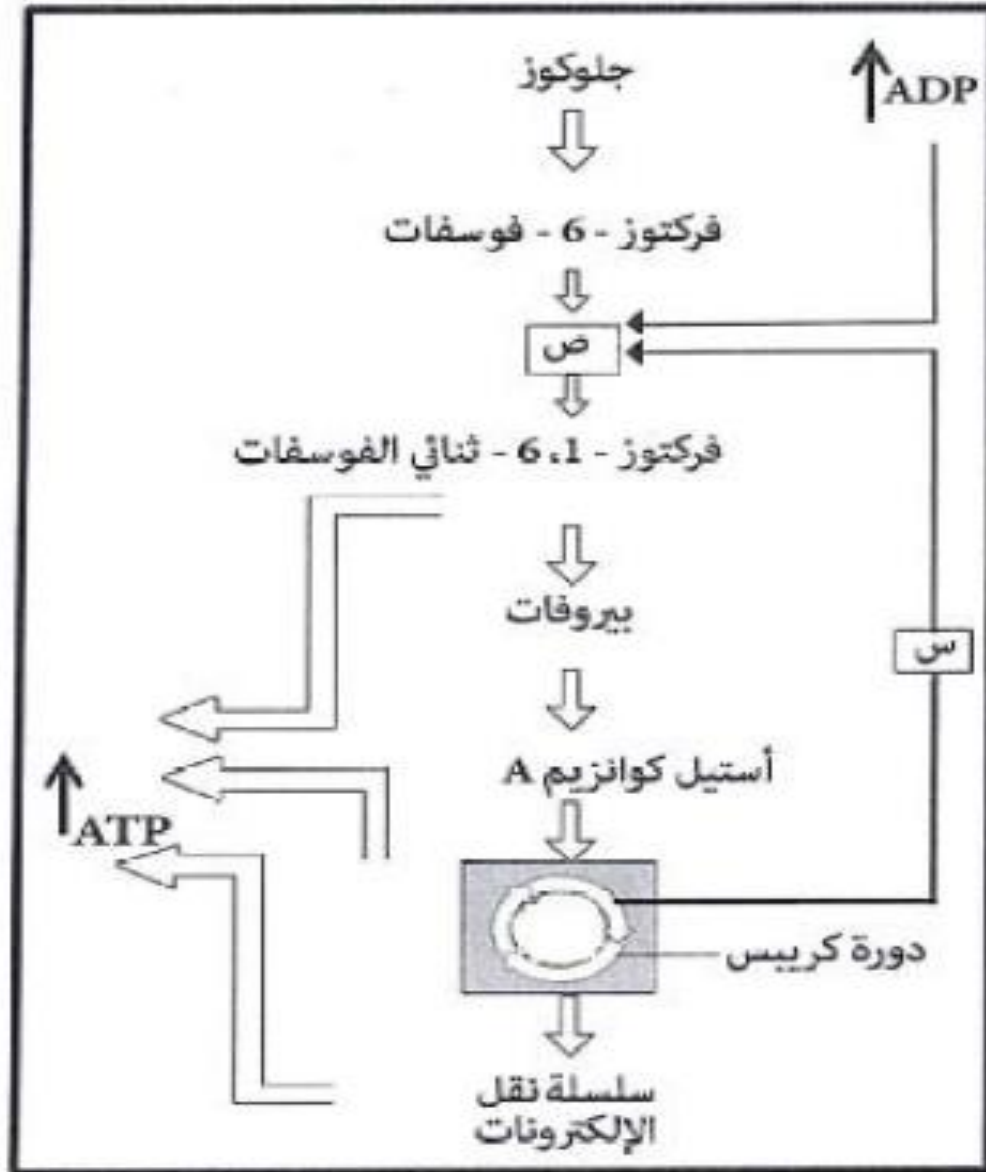 جلوكوز
ADP
فركتوز - 6 - فوسفات
ض
فركتوز - 6،1 - ثنائي الفوسفات
بيروفات
س
أستيل كوانزيم A
ATP
دورة كريبس
سلسلة نقل
الإلكترونات